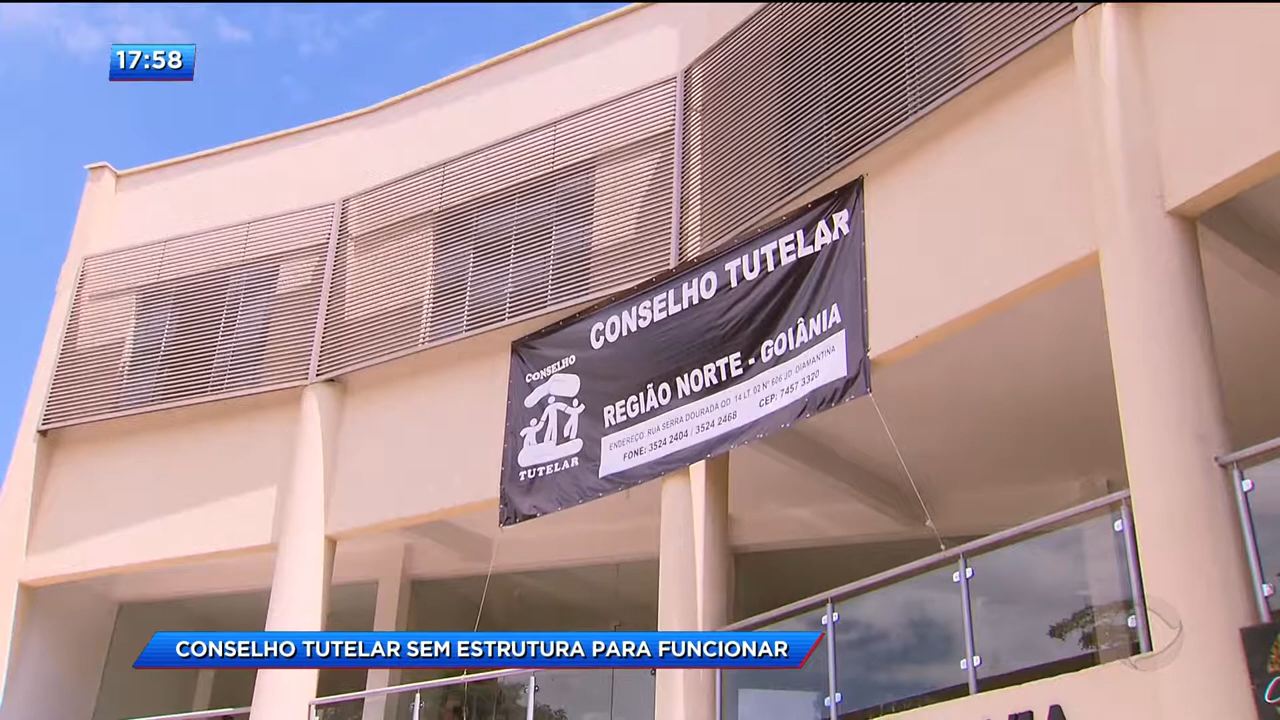 17:58
CONSELHO TUTELAR
REGIÃO NORTE - GOIÂNIA
ENDEREÇO: RUA SERRA DOURADA QD. 14 LT. 02 Nº 606 JD. DIAMANTINA
FONE: 3524 2404 / 3524 2468 CEP: 7457 3320
CONSELHO
TUTELAR
CONSELHO TUTELAR SEM ESTRUTURA PARA FUNCIONAR